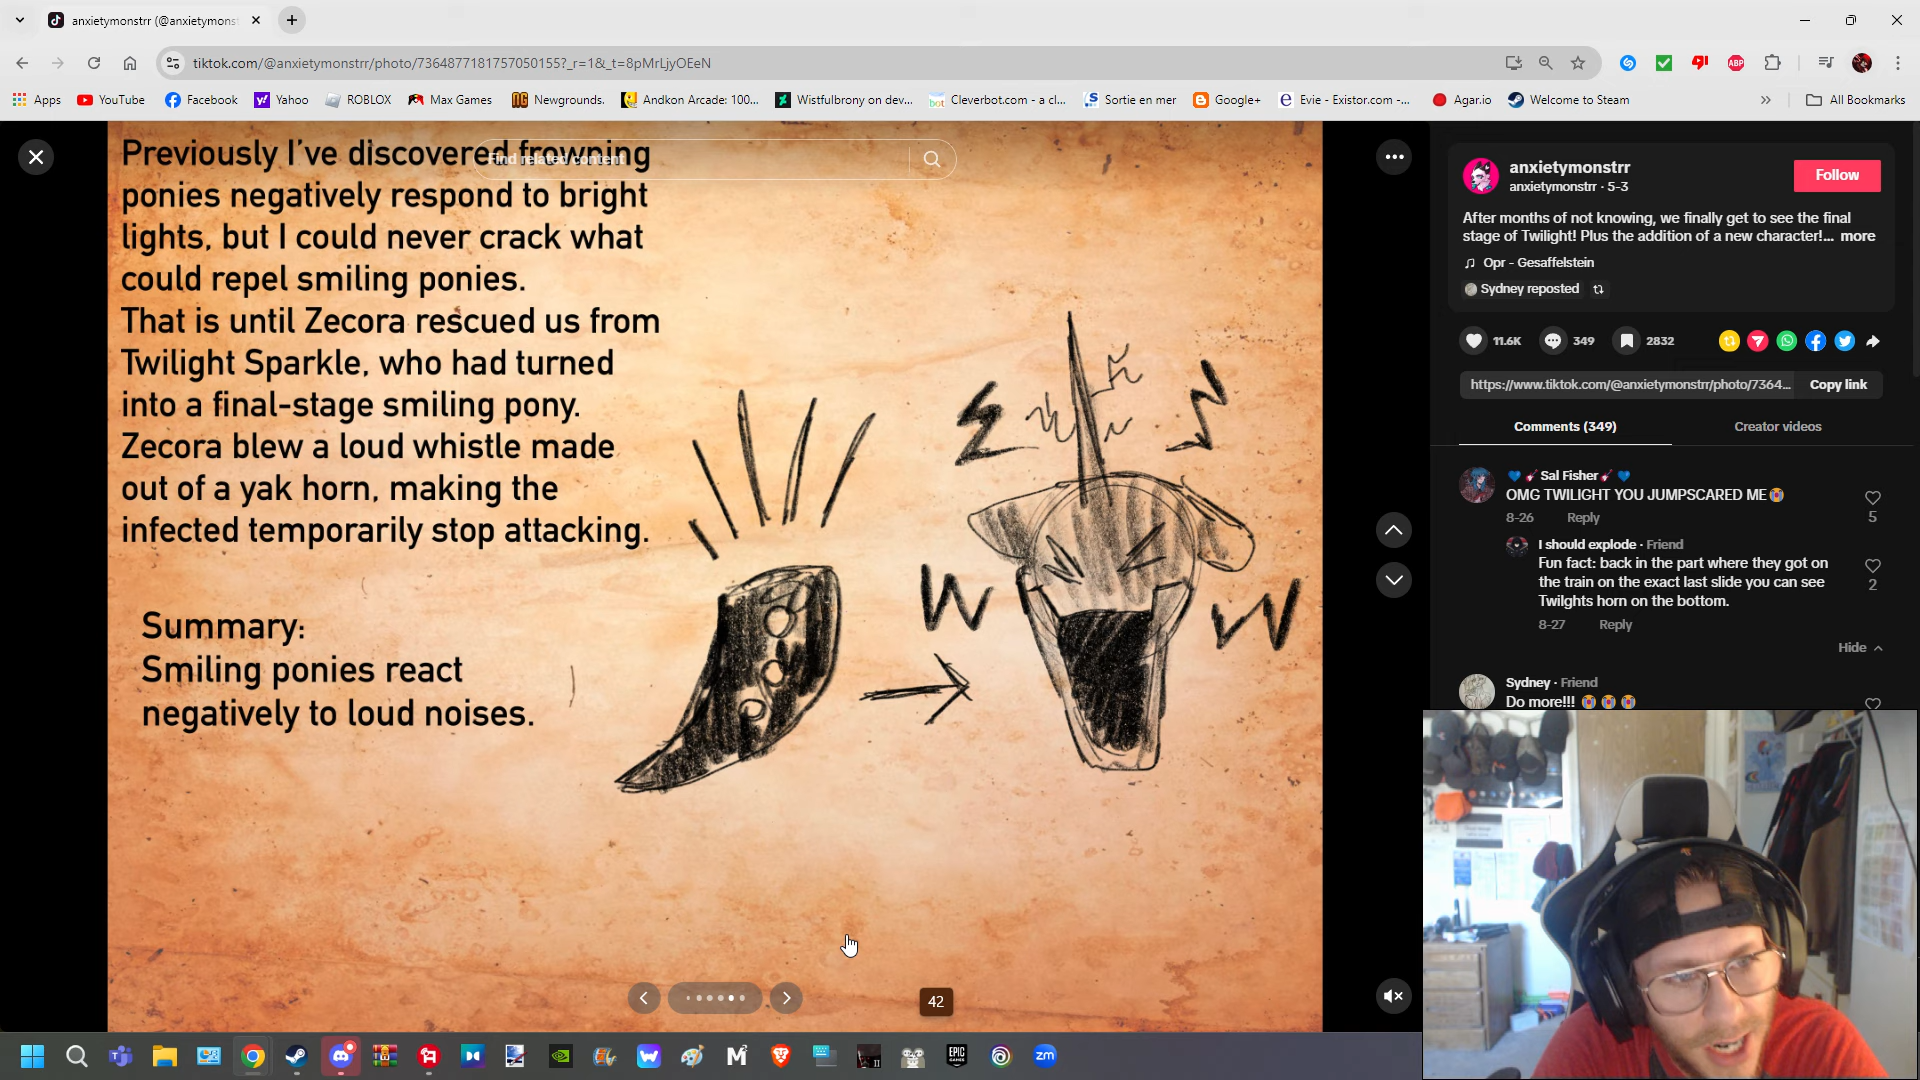 anxietymonstrr (@anxietymonst
tiktok.com/@anxietymonstrr/photo/7364877181757050155?_r=1&_t=8pMrLjyOEeN
Apps YouTube Facebook Yahoo ROBLOX Max Games Newgrounds. Andkon Arcade: 100... Wistfulbrony on dev... Cleverbot.com - a cl... Sortie en mer Google+ Evie - Existor.com -... Agar.io Welcome to Steam » All Bookmarks
Find related content
Previously I've discovered frowning
ponies negatively respond to bright
lights, but I could never crack what
could repel smiling ponies.
That is until Zecora rescued us from
Twilight Sparkle, who had turned
into a final-stage smiling pony.
Zecora blew a loud whistle made
out of a yak horn, making the
infected temporarily stop attacking.
Summary:
Smiling ponies react
negatively to loud noises.
42
anxietymonstrr
anxietymonstrr · 5-3
Follow
After months of not knowing, we finally get to see the final
stage of Twilight! Plus the addition of a new character!... more
Opr - Gesaffelstein
Sydney reposted
11.6K 349 2832
https://www.tiktok.com/@anxietymonstrr/photo/7364... Copy link
Comments (349) Creator videos
Sal Fisher
OMG TWILIGHT YOU JUMPSCARED ME
8-26 Reply
5
I should explode · Friend
Fun fact: back in the part where they got on
the train on the exact last slide you can see
Twilghts horn on the bottom.
2
8-27 Reply
Hide
Sydney · Friend
Do more!!!